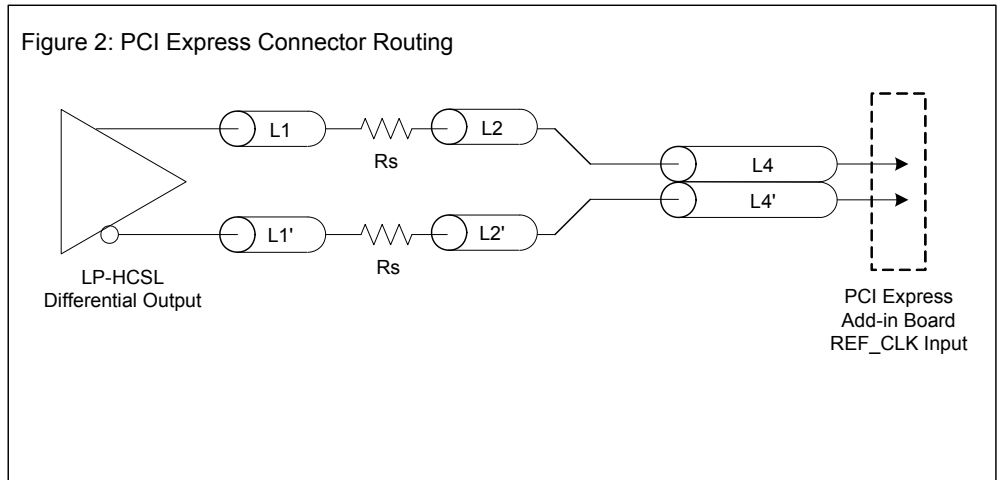 Figure 2: PCI Express Connector Routing
L1
Rs
L2
L4
L4'
L1'
Rs
L2'
LP-HCSL
Differential Output
PCI Express
Add-in Board
REF_CLK Input